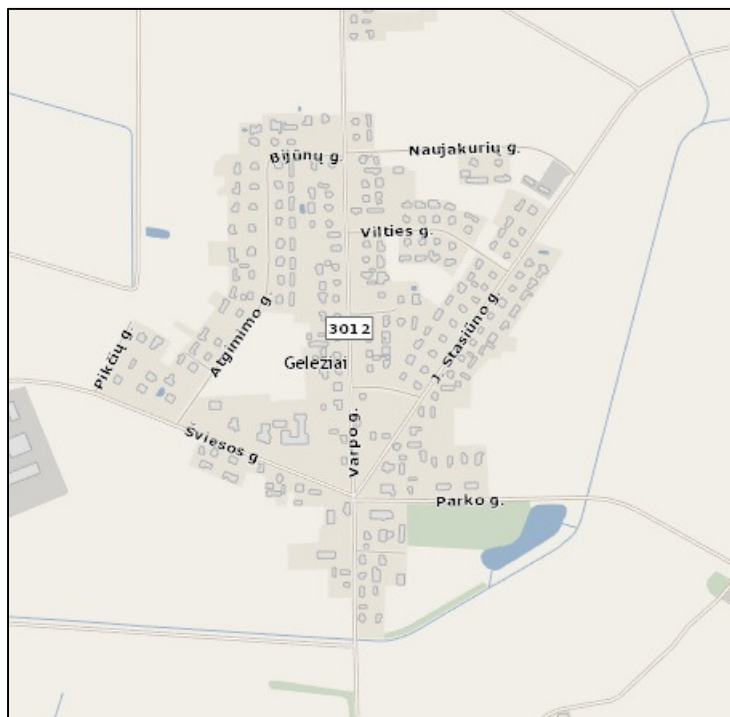 Bijūnų g.
Naujakurių g.
Vilties g.
3012
Geležiai
J. Stasiūno g.
Atgimimo g.
Pikčių g.
Šviesos g.
Varpo g.
Parko g.